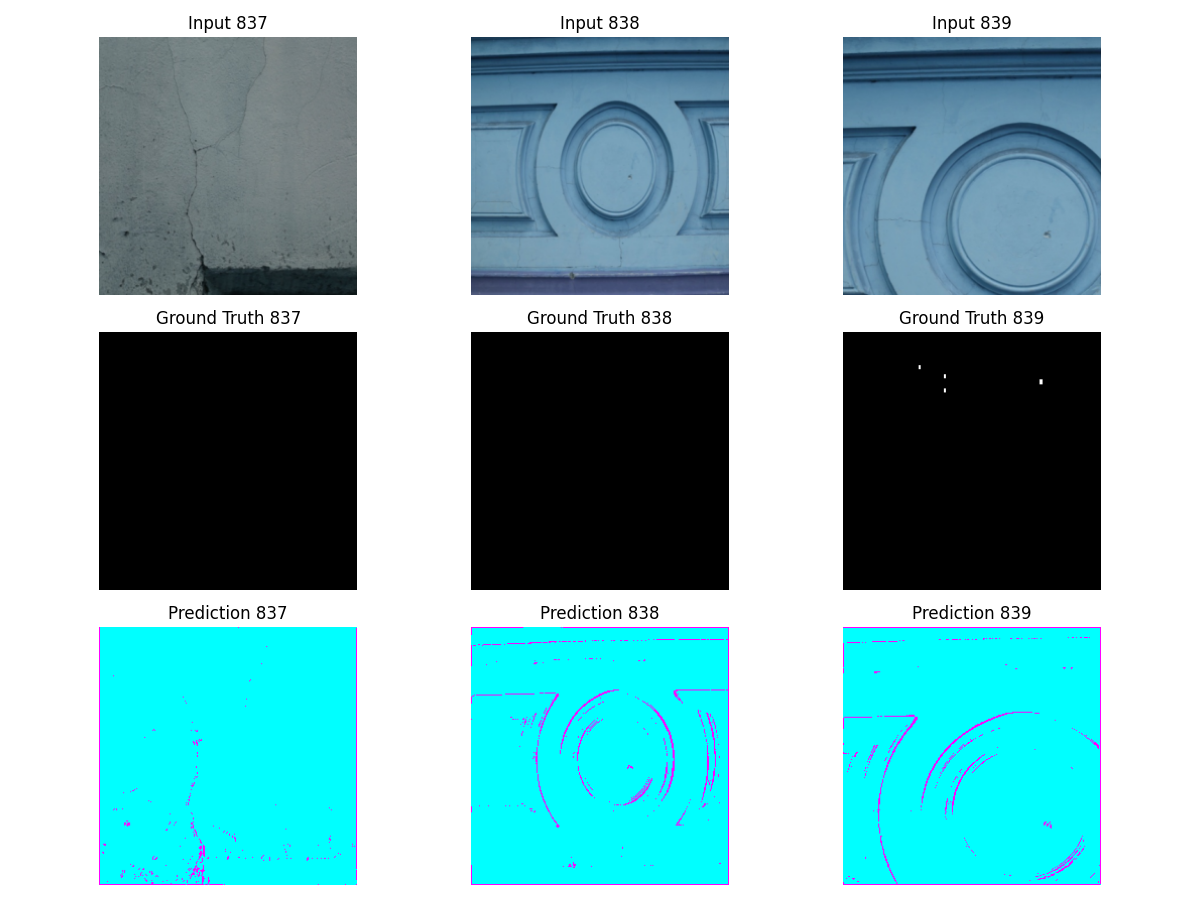 Input 837
Input 838
Input 839
Ground Truth 837
Ground Truth 838
Ground Truth 839
Prediction 837
Prediction 838
Prediction 839